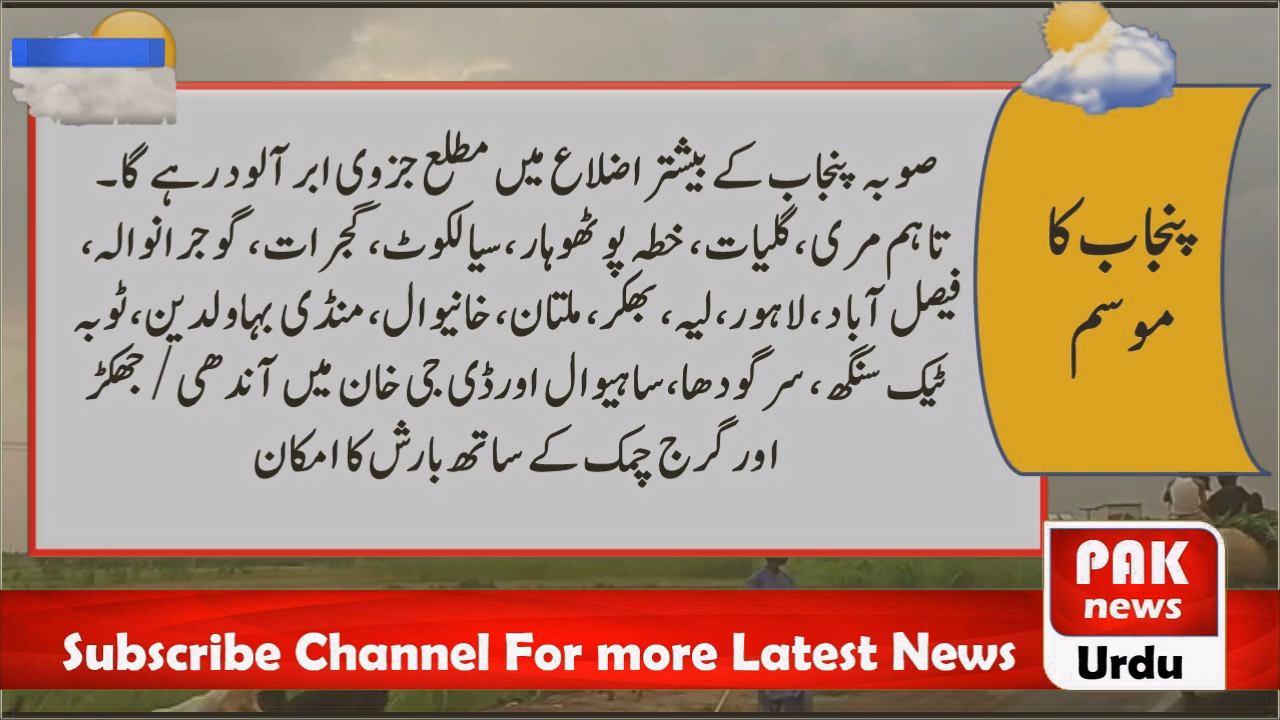 پنجاب کا
موسم
صوبہ پنجاب کے بیشتر اضلاع میں مطلع جزوی ابر آلود رہے گا۔
تاہم مری، گلیات، خطہ پوٹھوہار، سیالکوٹ، گجرات، گوجرانوالہ،
فیصل آباد، لاہور، لیہ، بھکر، ملتان، خانیوال، منڈی بہاولدین، ٹوبہ
ٹیک سنگھ، سرگودھا، ساہیوال اورڈی جی خان میں آندھی / جھکڑ
اور گرج چمک کے ساتھ بارش کا امکان
PAK
news
Urdu
Subscribe Channel For more Latest News